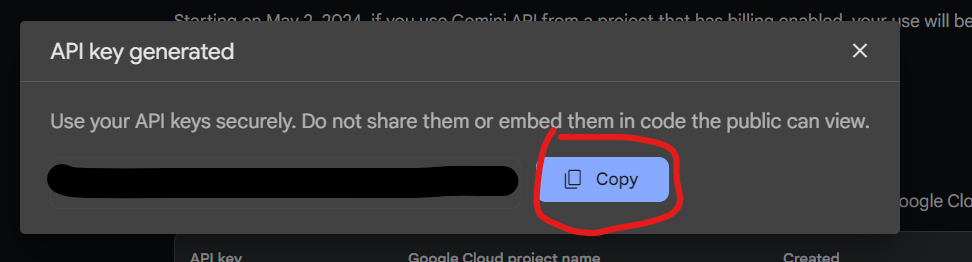 Starting on May 2, 2024, if you use Gemini API from a project that has billing enabled, your use will be
API key generated
Use your API keys securely. Do not share them or embed them in code the public can view.
Copy
oogle Clo
API key Google Cloud project name Created